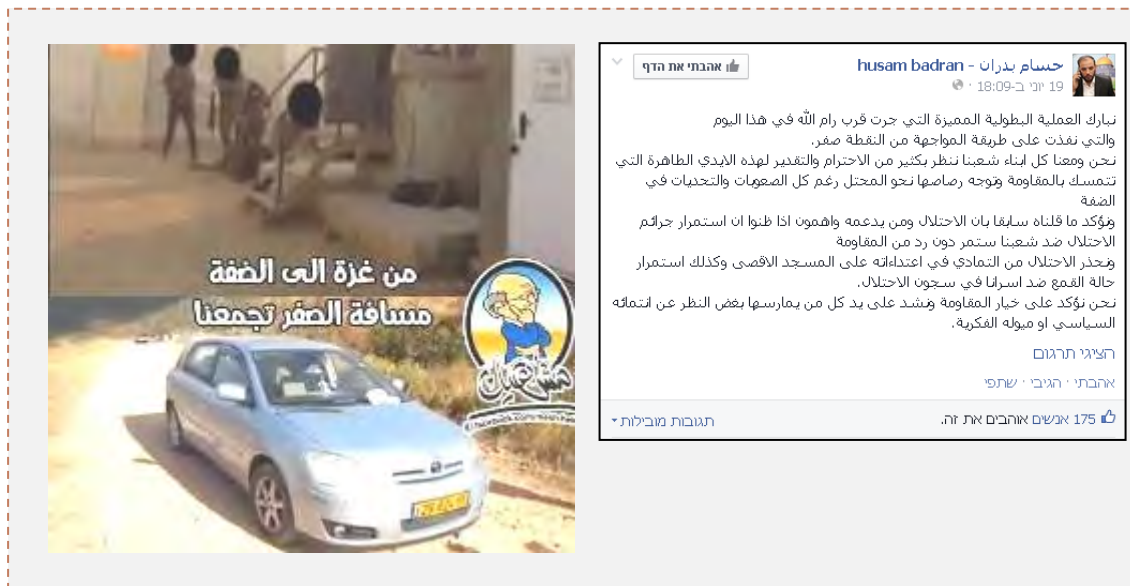 من غزة الى الضفة
مسافة الصفر تجمعنا
مش هيك
حسام بدران - husam badran
אהבתי את הדף
19 יוני ב-18:09
نبارك العملية البطولية المميزة التي جرت قرب رام الله في هذا اليوم
والتي نفذت على طريقة المواجهة من النقطة صفر.
نحن ومعنا كل ابناء شعبنا ننظر بكثير من الاحترام والتقدير لهذه الايدي الطاهرة التي
تتمسك بالمقاومة وتوجه رصاصها نحو المحتل رغم كل الصعوبات والتحديات في
الضفة
ونؤكد ما قلناه سابقا بان الاحتلال ومن يدعمه واهمون اذا ظنوا ان استمرار جرائم
الاحتلال ضد شعبنا ستمر دون رد من المقاومة
ونحذر الاحتلال من التمادي في اعتداءاته على المسجد الاقصى وكذلك استمرار
حالة القمع ضد اسرانا في سجون الاحتلال.
نحن نؤكد على خيار المقاومة ونشد على يد كل من يمارسها بغض النظر عن انتمائه
السياسي او ميوله الفكرية.
הציגי תרגום
אהבתי · הגיבי · שתפי
175 אנשים אוהבים את זה.
תגובות מובילות